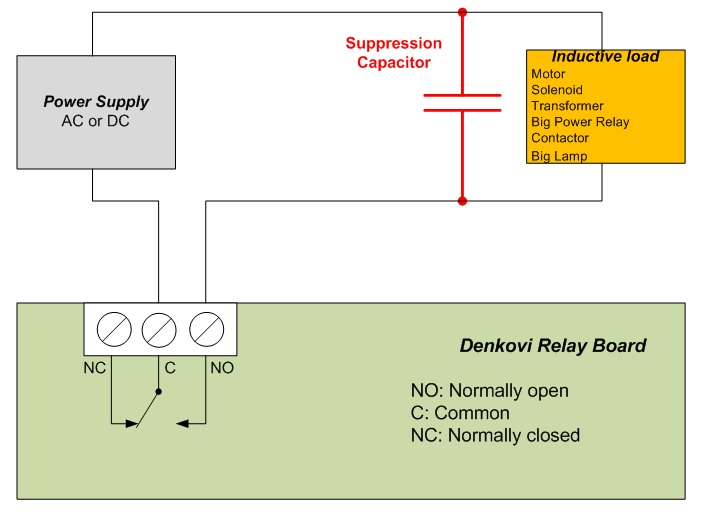 Suppression
Capacitor
Inductive load
Motor
Solenoid
Transformer
Big Power Relay
Contactor
Big Lamp
Power Supply
AC or DC
NC
C
NO
Denkovi Relay Board
NO: Normally open
C: Common
NC: Normally closed